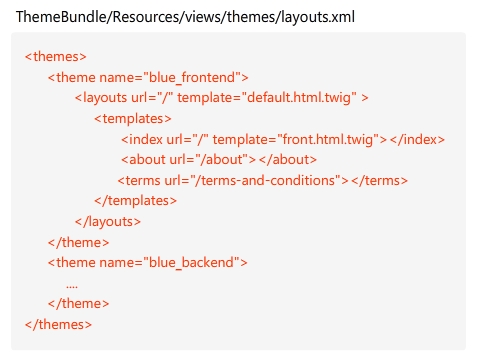 ThemeBundle/Resources/views/themes/layouts.xml
<themes>
<theme name="blue_frontend">
<layouts url="/" template="default.html.twig" >
<templates>
<index url="/" template="front.html.twig"></index>
<about url="/about"></about>
<terms url="/terms-and-conditions"></terms>
</templates>
</layouts>
</theme>
<theme name="blue_backend">
....
</theme>
</themes>